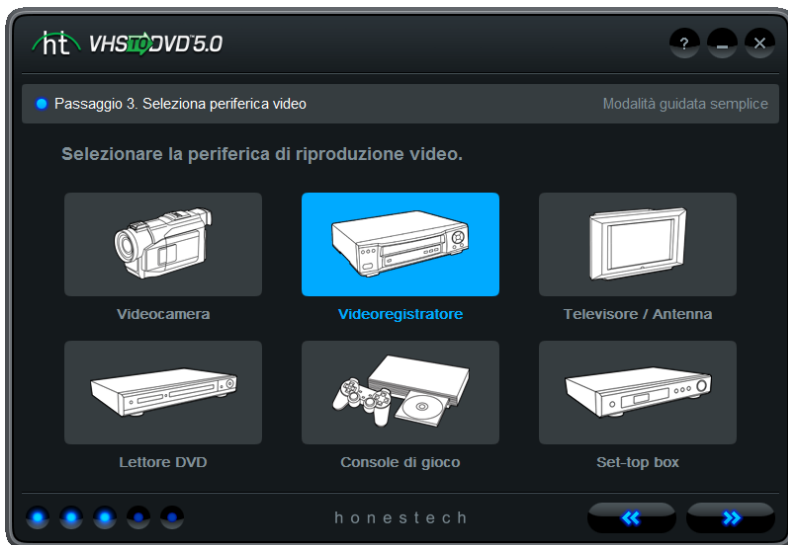 ht VHS TO DVD 5.0
?
Passaggio 3. Seleziona periferica video
Modalità guidata semplice
Selezionare la periferica di riproduzione video.
Videocamera
Videoregistratore
Televisore / Antenna
Lettore DVD
Console di gioco
Set-top box
honestech